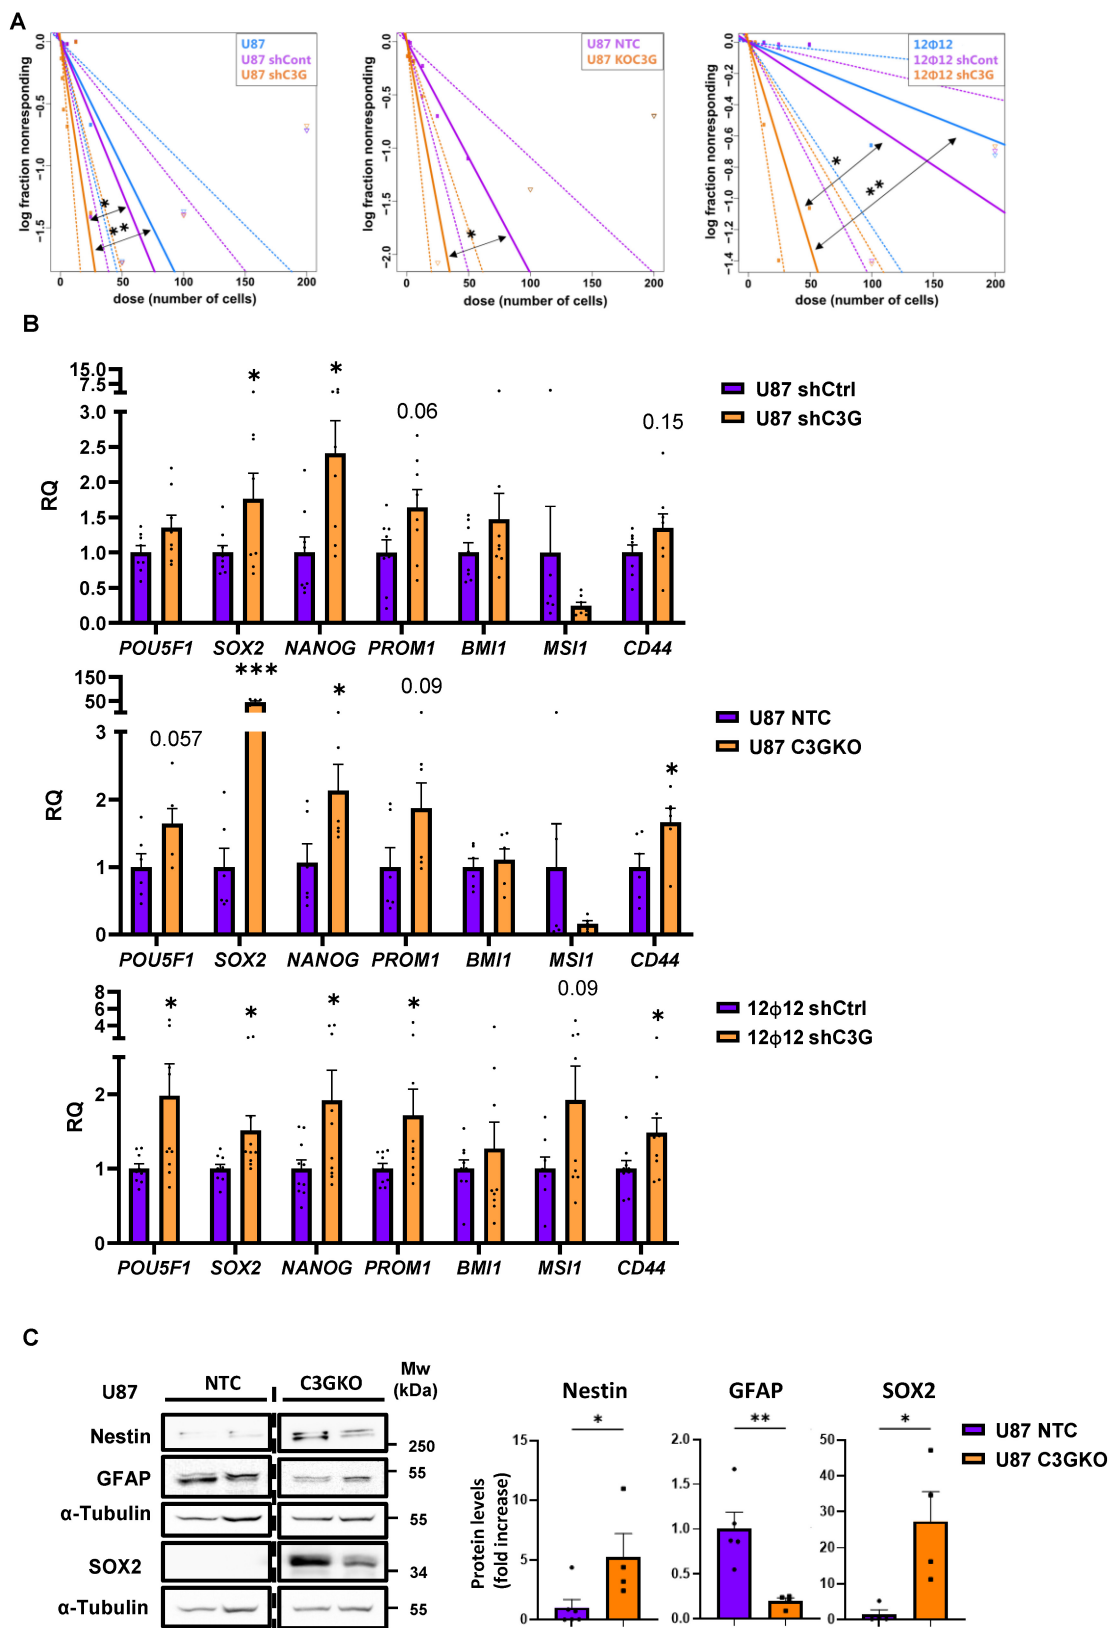 A
U87
U87 shCont
U87 shC3G
log fraction nonresponding
0.0
−0.5
−1.0
−1.5
* 
* *
0 50 100 150 200
dose (number of cells)
U87 NTC
U87 KOC3G
log fraction nonresponding
0.0
−0.5
−1.0
−1.5
−2.0
*
0 50 100 150 200
dose (number of cells)
12Φ12
12Φ12 shCont
12Φ12 shC3G
log fraction nonresponding
0.0
−0.2
−0.4
−0.6
−0.8
−1.0
−1.2
−1.4
*
* *
0 50 100 150 200
dose (number of cells)
B
RQ
15.0
7.5
3.0
2.5
2.0
1.5
1.0
0.5
0.0
* * 0.06 0.15
POU5F1 SOX2 NANOG PROM1 BMI1 MSI1 CD44
U87 shCtrl
U87 shC3G
RQ
150
50
3
2
1
0
0.057 *** * 0.09 *
POU5F1 SOX2 NANOG PROM1 BMI1 MSI1 CD44
U87 NTC
U87 C3GKO
RQ
8
6
4
2
1
0
* * * * 0.09 *
POU5F1 SOX2 NANOG PROM1 BMI1 MSI1 CD44
12ϕ12 shCtrl
12ϕ12 shC3G
C
U87 NTC C3GKO Mw
(kDa)
Nestin 250
GFAP 55
α-Tubulin 55
SOX2 34
α-Tubulin 55
Protein levels
(fold increase)
Nestin
*
15
10
5
0
GFAP
**
2.0
1.5
1.0
0.5
0.0
SOX2
*
50
40
30
20
10
0
U87 NTC
U87 C3GKO